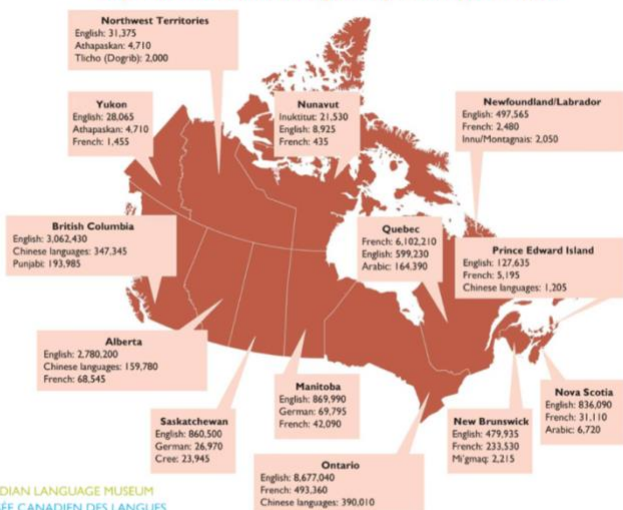 Northwest Territories
English: 31,375
Athapaskan: 4,710
Tlicho (Dogrib): 2,000
Yukon
English: 28,065
Athapaskan: 4,710
French: 1,455
Nunavut
Inuktitut: 21,530
English: 8,925
French: 435
Newfoundland/Labrador
English: 497,565
French: 2,480
Innu/Montagnais: 2,050
British Columbia
English: 3,062,430
Chinese languages: 347,345
Punjabi: 193,985
Quebec
French: 6,102,210
English: 599,230
Arabic: 164.390
Prince Edward Island
English: 127,635
French: 5,195
Chinese languages: 1,205
Alberta
English: 2,780,200
Chinese languages: 159,780
French: 68,545
Manitoba
English: 869,990
German: 69,795
French: 42,090
Nova Scotia
English: 836,090
French: 31,110
Arabic: 6,720
Saskatchewan
English: 860,500
German: 26,970
Cree: 23,945
New Brunswick
English: 479,935
French: 233,530
Mi'gmaq: 2,215
Ontario
English: 8,677,040
French: 493,360
Chinese languages: 390,010
DIAN LANGUAGE MUSEUM
ÉE CANADIEN DES LANGUES